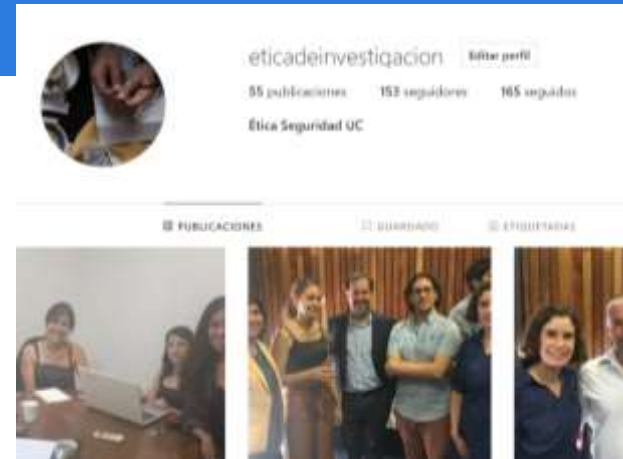 eticadeinvestigacion Editar perfil
55 publicaciones 153 seguidores 165 seguidos
Ética Seguridad UC
PUBLICACIONES GUARDADO ETIQUETADAS